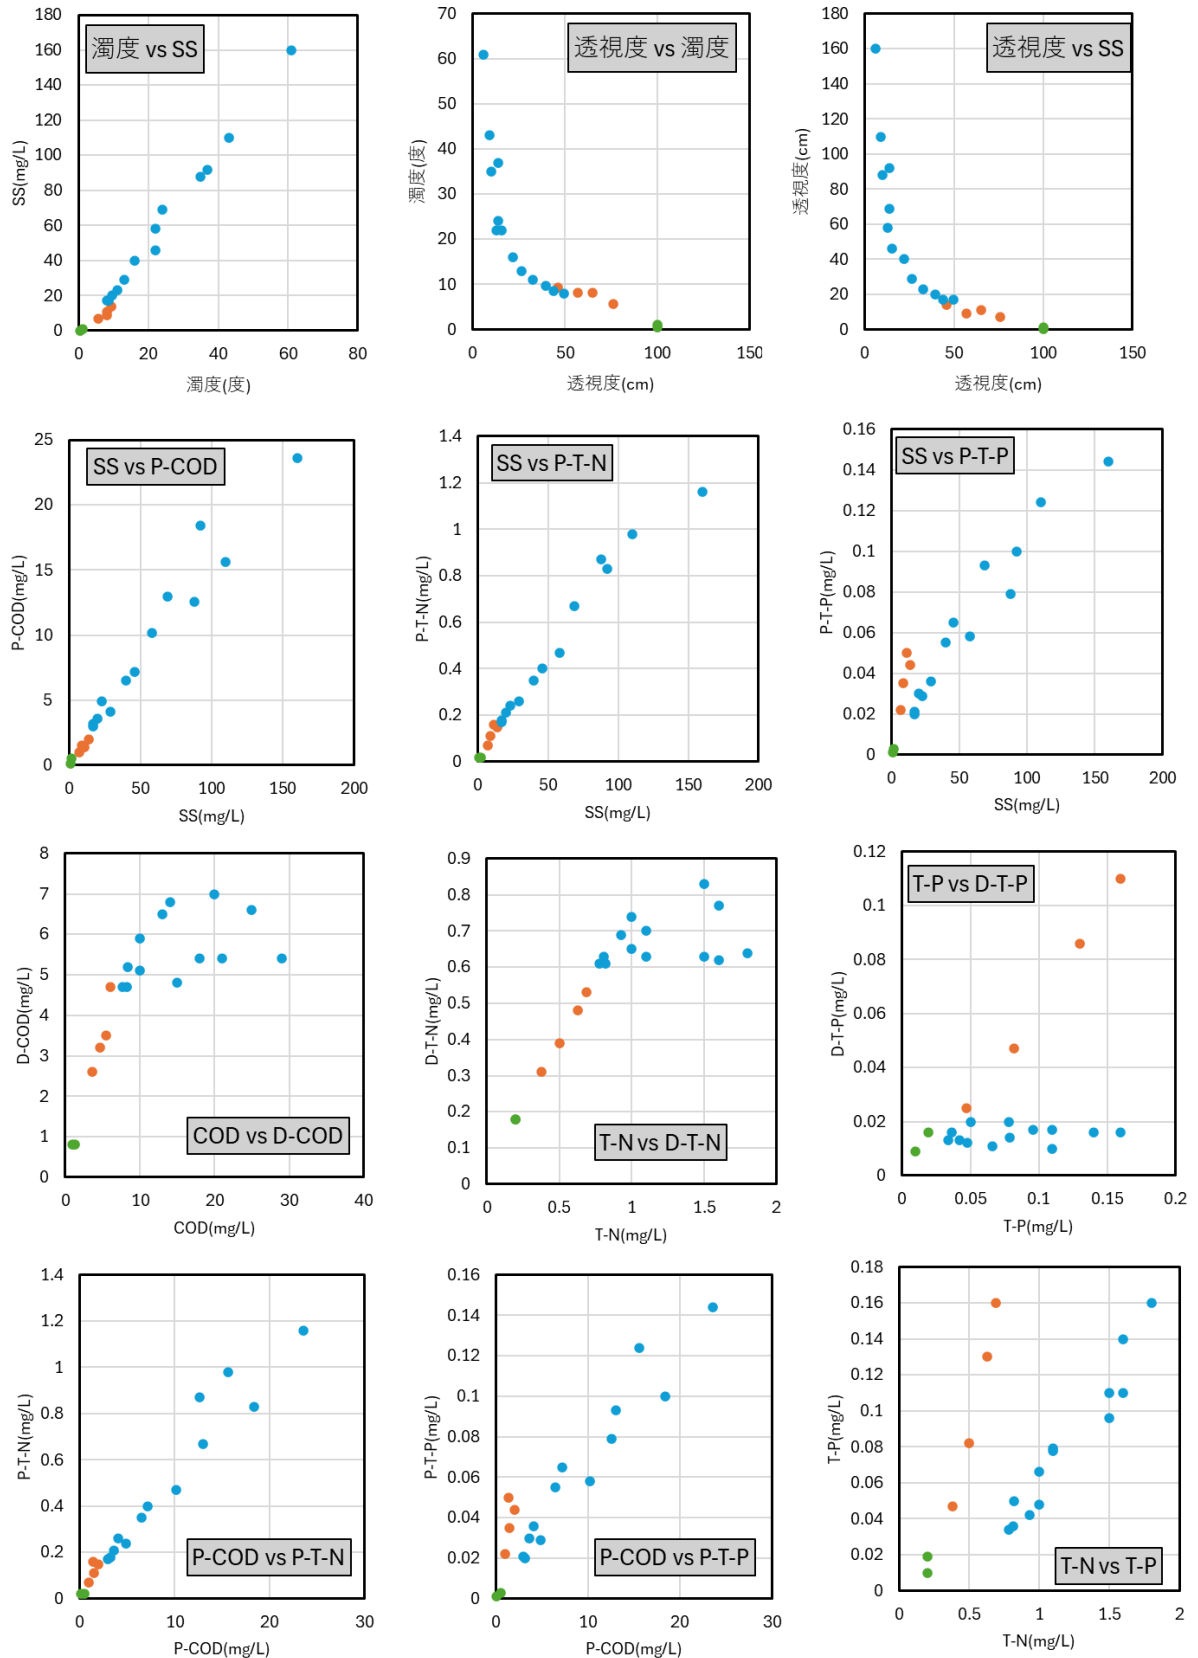 濁度 vs SS
SS(mg/L)
180
160
140
120
100
80
60
40
20
0
0 20 40 60 80
濁度(度)
透視度 vs 濁度
濁度(度)
70
60
50
40
30
20
10
0
0 50 100 150
透視度(cm)
透視度 vs SS
透視度(cm)
180
160
140
120
100
80
60
40
20
0
0 50 100 150
透視度(cm)
SS vs P-COD
P-COD(mg/L)
25
20
15
10
5
0
0 50 100 150 200
SS(mg/L)
SS vs P-T-N
P-T-N(mg/L)
1.4
1.2
1
0.8
0.6
0.4
0.2
0
0 50 100 150 200
SS(mg/L)
SS vs P-T-P
P-T-P(mg/L)
0.16
0.14
0.12
0.1
0.08
0.06
0.04
0.02
0
0 50 100 150 200
SS(mg/L)
COD vs D-COD
D-COD(mg/L)
8
7
6
5
4
3
2
1
0
0 10 20 30 40
COD(mg/L)
T-N vs D-T-N
D-T-N(mg/L)
0.9
0.8
0.7
0.6
0.5
0.4
0.3
0.2
0.1
0
0 0.5 1 1.5 2
T-N(mg/L)
T-P vs D-T-P
D-T-P(mg/L)
0.12
0.1
0.08
0.06
0.04
0.02
0
0 0.05 0.1 0.15 0.2
T-P(mg/L)
P-COD vs P-T-N
P-T-N(mg/L)
1.4
1.2
1
0.8
0.6
0.4
0.2
0
0 10 20 30
P-COD(mg/L)
P-COD vs P-T-P
P-T-P(mg/L)
0.16
0.14
0.12
0.1
0.08
0.06
0.04
0.02
0
0 10 20 30
P-COD(mg/L)
T-N vs T-P
T-P(mg/L)
0.18
0.16
0.14
0.12
0.1
0.08
0.06
0.04
0.02
0
0 0.5 1 1.5 2
T-N(mg/L)